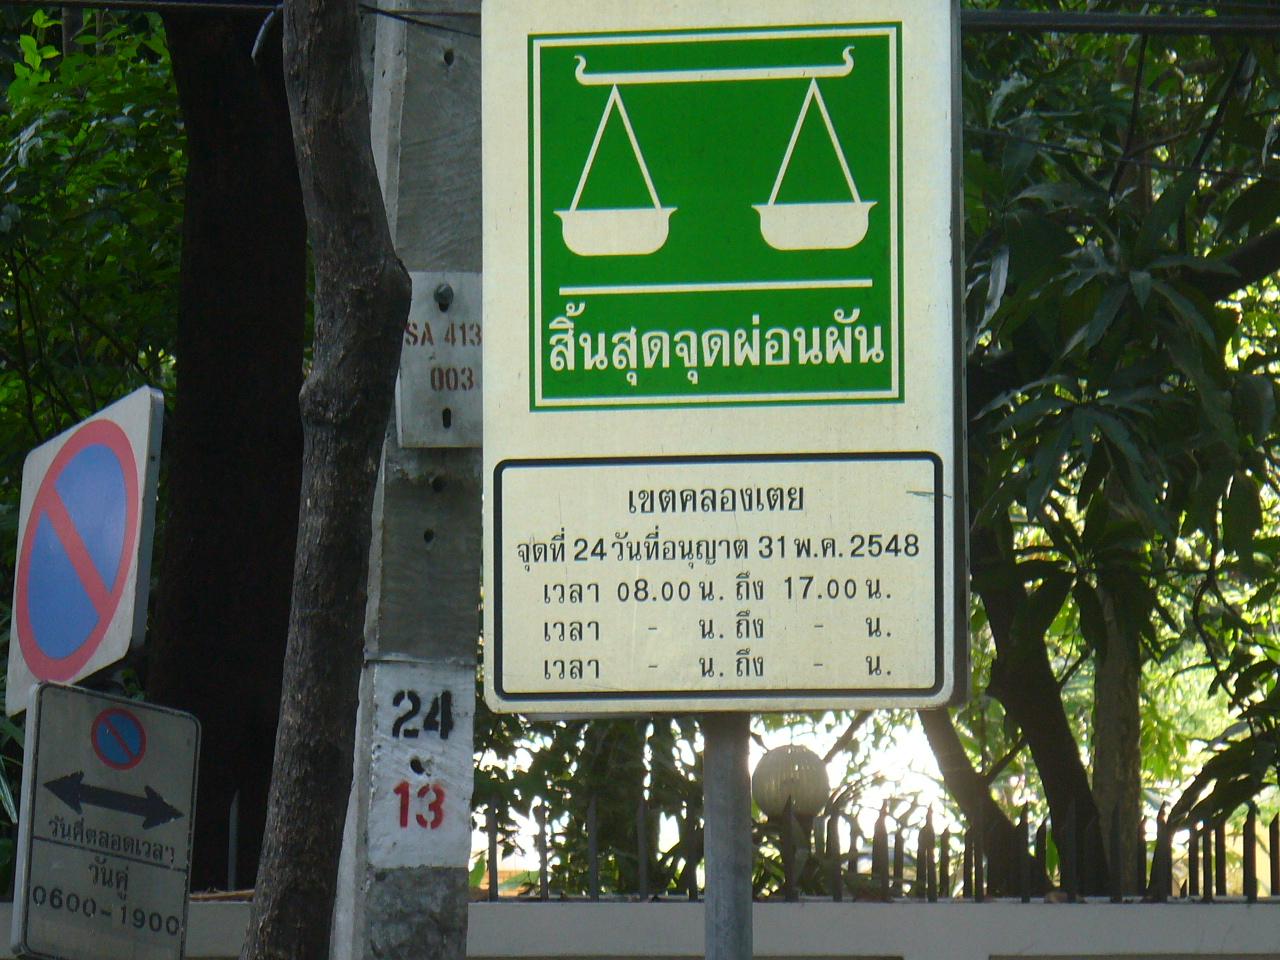 สิ้นสุดจุดผ่อนผัน
เขตคลองเตย
จุดที่ 24 วันที่อนุญาต 31 พ.ค. 2548
เวลา 08.00 น. ถึง 17.00 น.
เวลา - น. ถึง - น.
เวลา - น. ถึง - น.
SA 413
003
24
13
วันคี่ตลอดเวลา
วันคู่
0600-1900